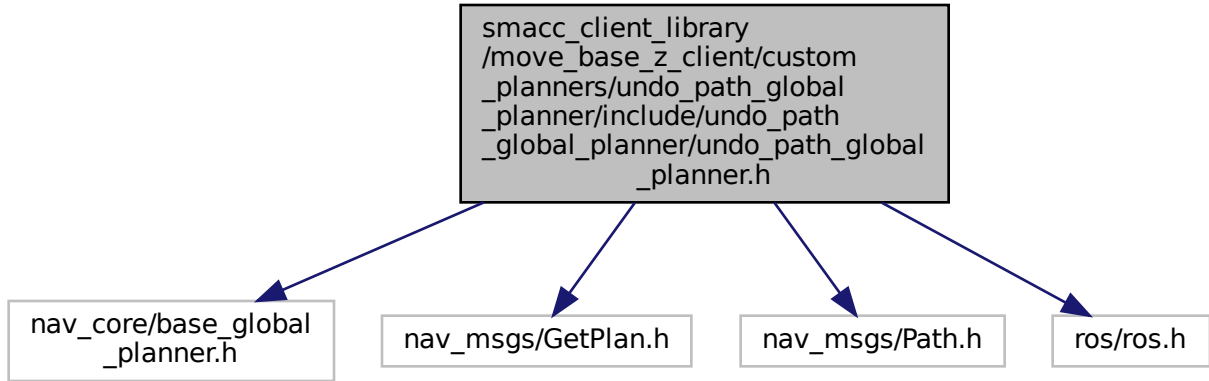 smacc_client_library
/move_base_z_client/custom
_planners/undo_path_global
_planner/include/undo_path
_global_planner/undo_path_global
_planner.h
nav_core/base_global
_planner.h
nav_msgs/GetPlan.h
nav_msgs/Path.h
ros/ros.h